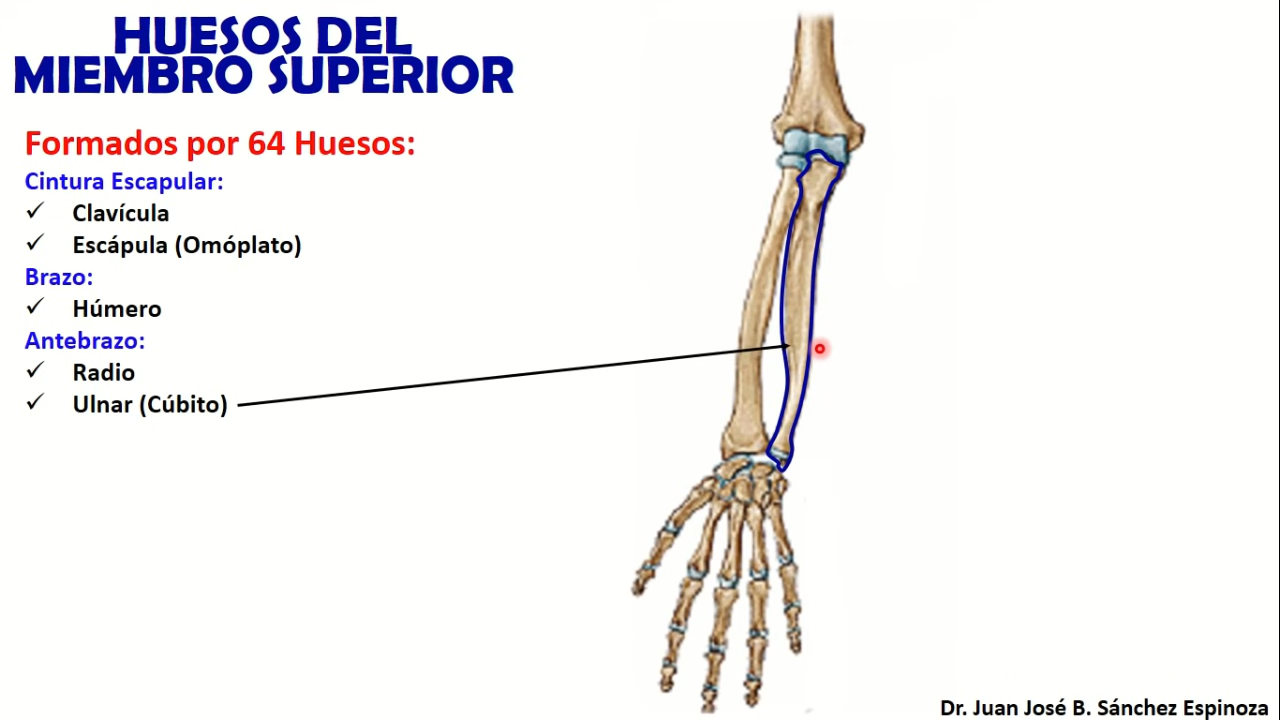 HUESOS DEL
MIEMBRO SUPERIOR
Formados por 64 Huesos:
Cintura Escapular:
✓ Clavícula
✓ Escápula (Omóplato)
Brazo:
✓ Húmero
Antebrazo:
✓ Radio
✓ Ulnar (Cúbito)
Dr. Juan José B. Sánchez Espinoza